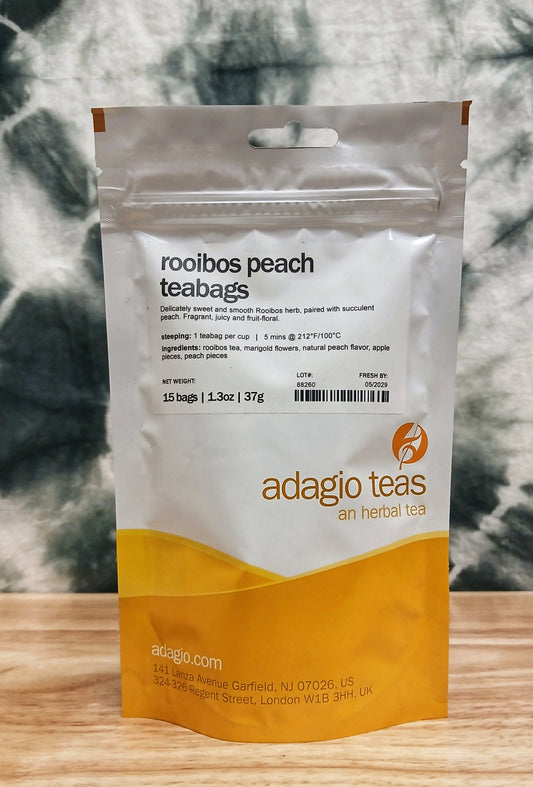 rooibos peach
teabags
Delicately sweet and smooth Rooibos herb, paired with succulent
peach. Fragrant, juicy and fruit-floral.
steeping: 1 teabag per cup | 5 mins @ 212°F/100°C
ingredients: rooibos tea, marigold flowers, natural peach flavor, apple
pieces, peach pieces
NET WEIGHT:
15 bags | 1.3oz | 37g
LOT#:
88260
FRESH BY:
05/2029
adagio teas
an herbal tea
adagio.com
141 Lanza Avenue Garfield, NJ 07026, US
324-326 Regent Street, London W1B 3HH, UK